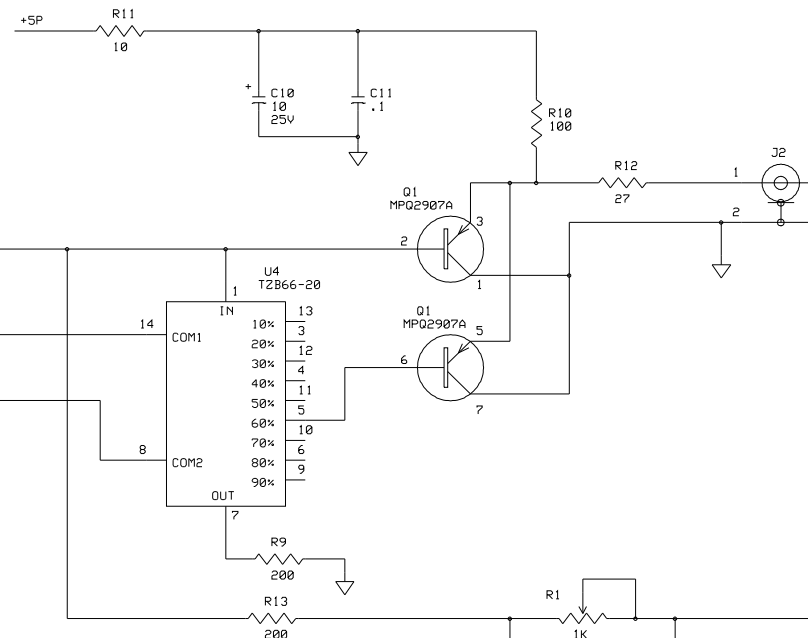 +5P
R11
10
+
C10
10
25V
C11
.1
R10
100
J2
R12
27
1
2
Q1
MPQ2907A
3
2
1
U4
TZB66-20
1
IN
14
COM1
8
COM2
10%
13
20%
3
30%
12
40%
4
50%
11
60%
5
70%
10
80%
6
90%
9
OUT
7
Q1
MPQ2907A
5
6
7
R9
200
R13
200
R1
1K